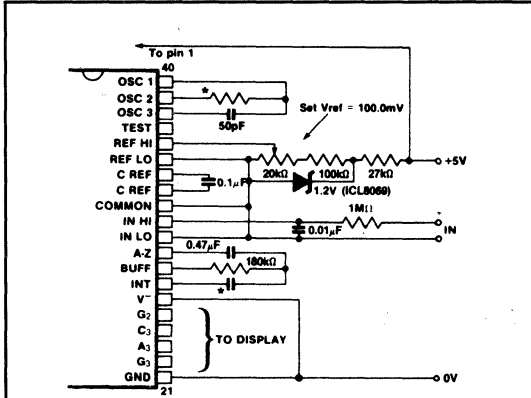 To pin 1
40
OSC 1
OSC 2
*
OSC 3
50pF
TEST
Set Vref = 100.0mV
REF HI
REF LO
+5V
20kΩ
100kΩ
27kΩ
C REF
0.1μF
1.2V (ICL8069)
C REF
COMMON
1MΩ
IN HI
0.01μF
IN
IN LO
0.47μF
A-Z
BUFF
180kΩ
INT
*
V⁻
G2
C3
TO DISPLAY
A3
G3
GND
0V
21